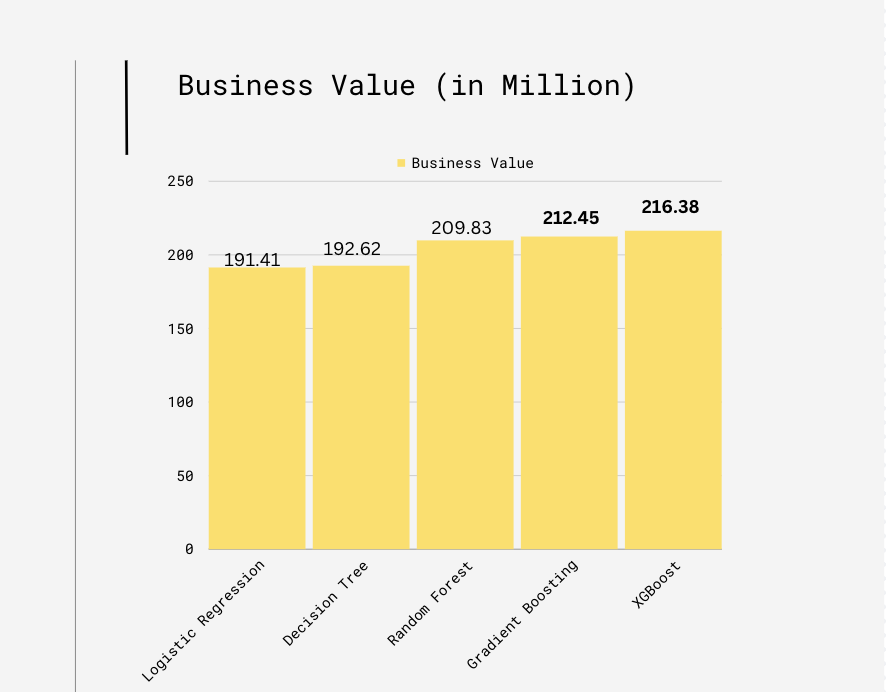 Business Value (in Million)
Business Value
250
200
150
100
50
0
191.41
192.62
209.83
212.45
216.38
Logistic Regression
Decision Tree
Random Forest
Gradient Boosting
XGBoost